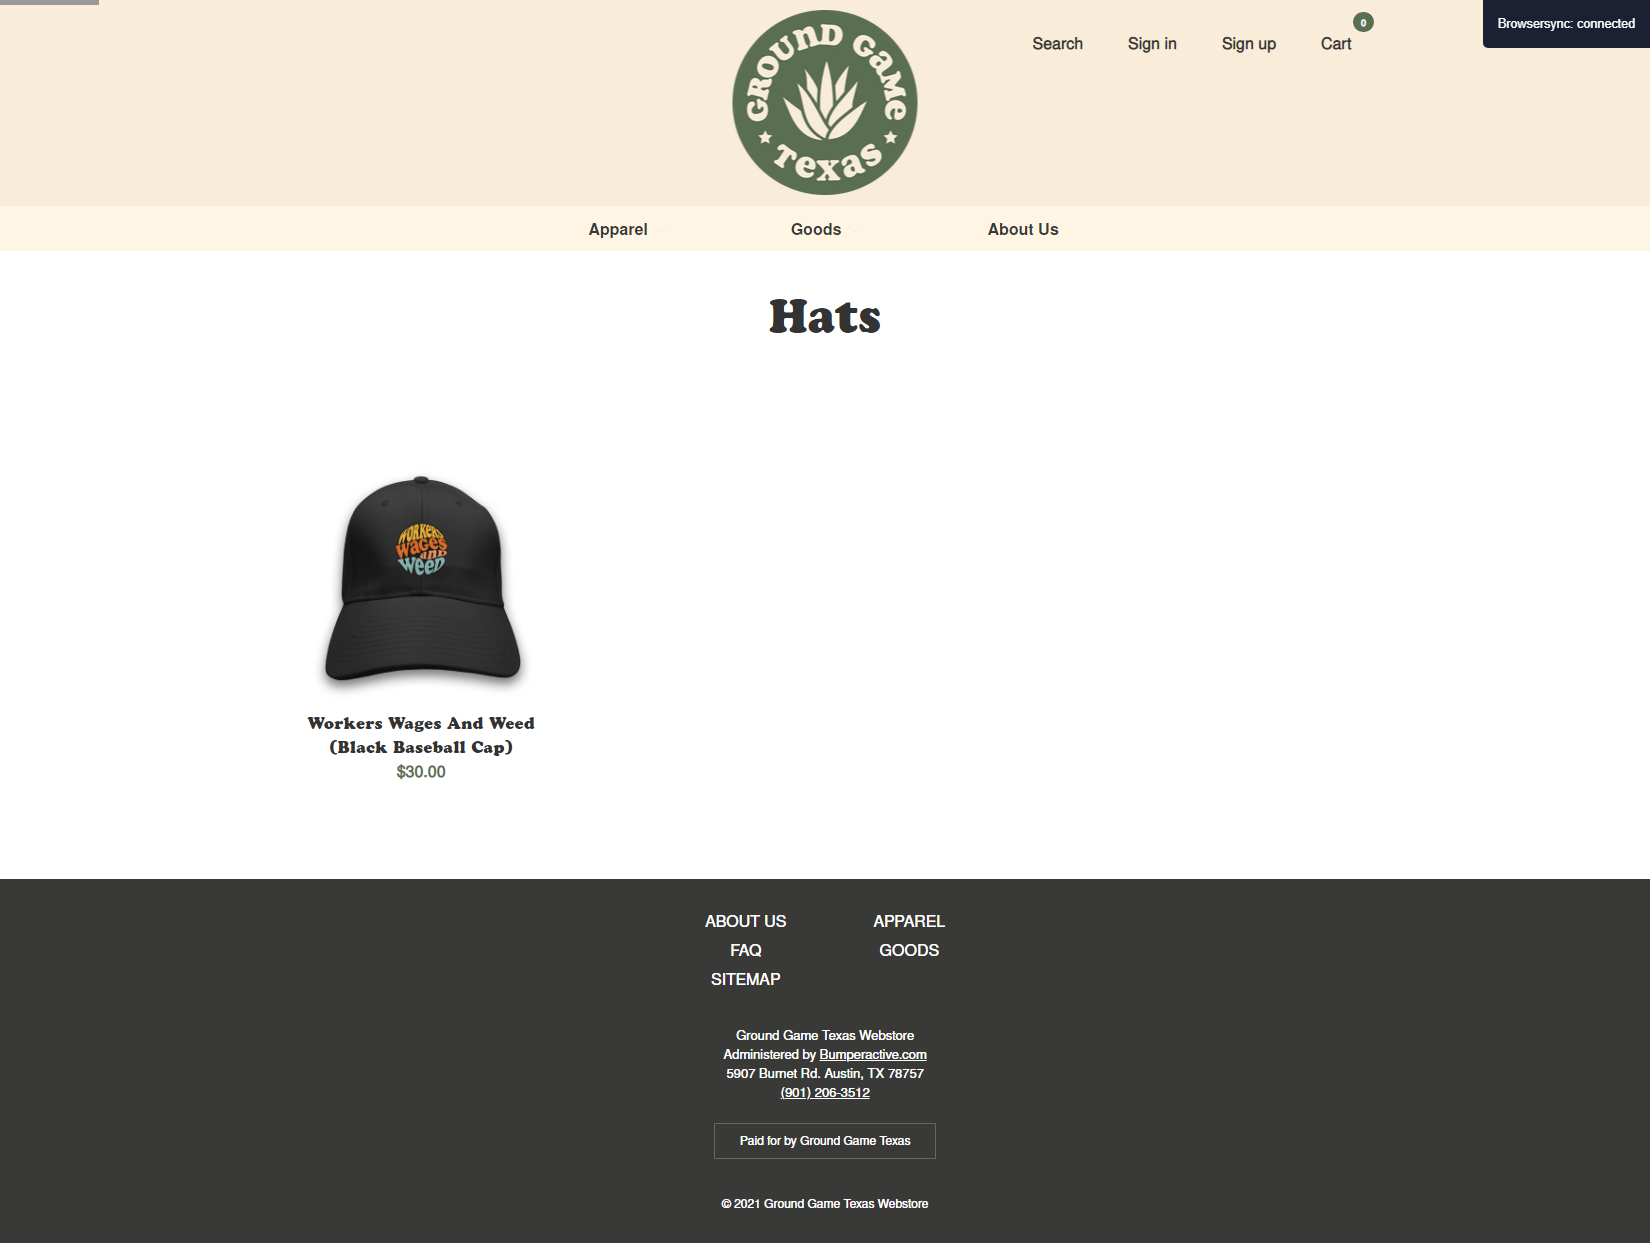 GROUND GAME
TEXAS
Search
Sign in
Sign up
Cart
0
Browsersync: connected
Apparel
Goods
About Us
Hats
WORKERS
WAGES
AND
WEED
Workers Wages And Weed
(Black Baseball Cap)
$30.00
ABOUT US
APPAREL
FAQ
GOODS
SITEMAP
Ground Game Texas Webstore
Administered by Bumperactive.com
5907 Burnet Rd. Austin, TX 78757
(901) 206-3512
Paid for by Ground Game Texas
© 2021 Ground Game Texas Webstore